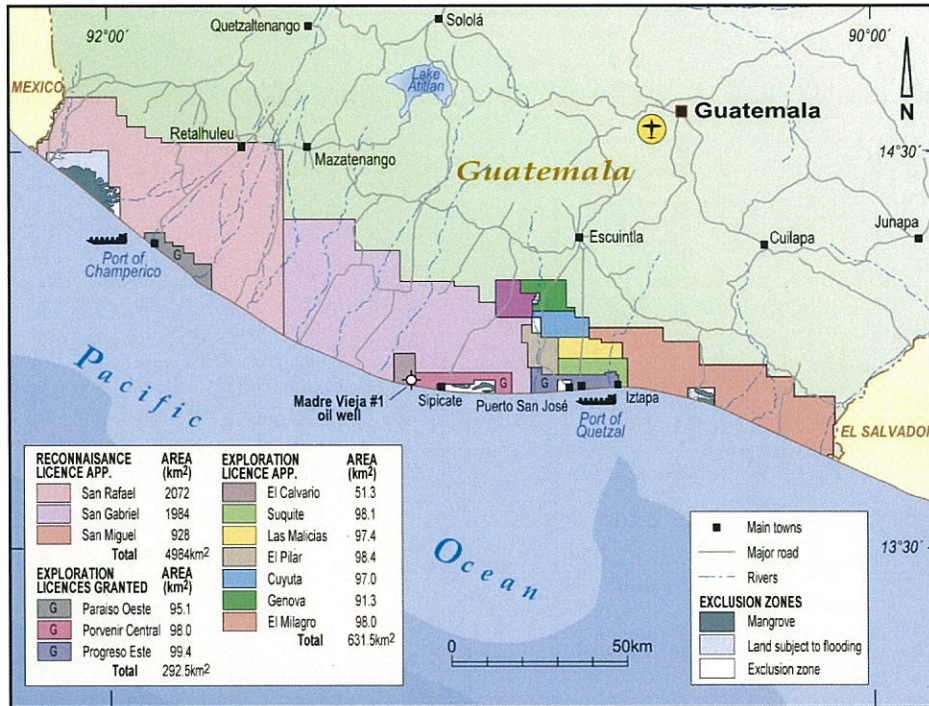 92°00'
90°00'
Quetzaltenango
Sololá
MEXICO
Lake
Atitlan
N
Guatemala
Retalhuleu
Mazatenango
14°30'
Guatemala
Escuintla
Cuilapa
Junapa
Port of
Champerico
G
Pacific
Madre Vieja #1
oil well
Sipicate
G
Puerto San José
G
Iztapa
Port of
Quetzal
EL SALVADOR
Ocean
13°30'
RECONNAISANCE AREA
LICENCE APP. (km²)
San Rafael 2072
San Gabriel 1984
San Miguel 928
Total 4984km²
EXPLORATION AREA
LICENCES GRANTED (km²)
G Paraiso Oeste 95.1
G Porvenir Central 98.0
G Progreso Este 99.4
Total 292.5km²
EXPLORATION AREA
LICENCE APP. (km²)
El Calvario 51.3
Suquite 98.1
Las Malicias 97.4
El Pilar 98.4
Cuyuta 97.0
Genova 91.3
El Milagro 98.0
Total 631.5km²
0 50km
Main towns
Major road
Rivers
EXCLUSION ZONES
Mangrove
Land subject to flooding
Exclusion zone